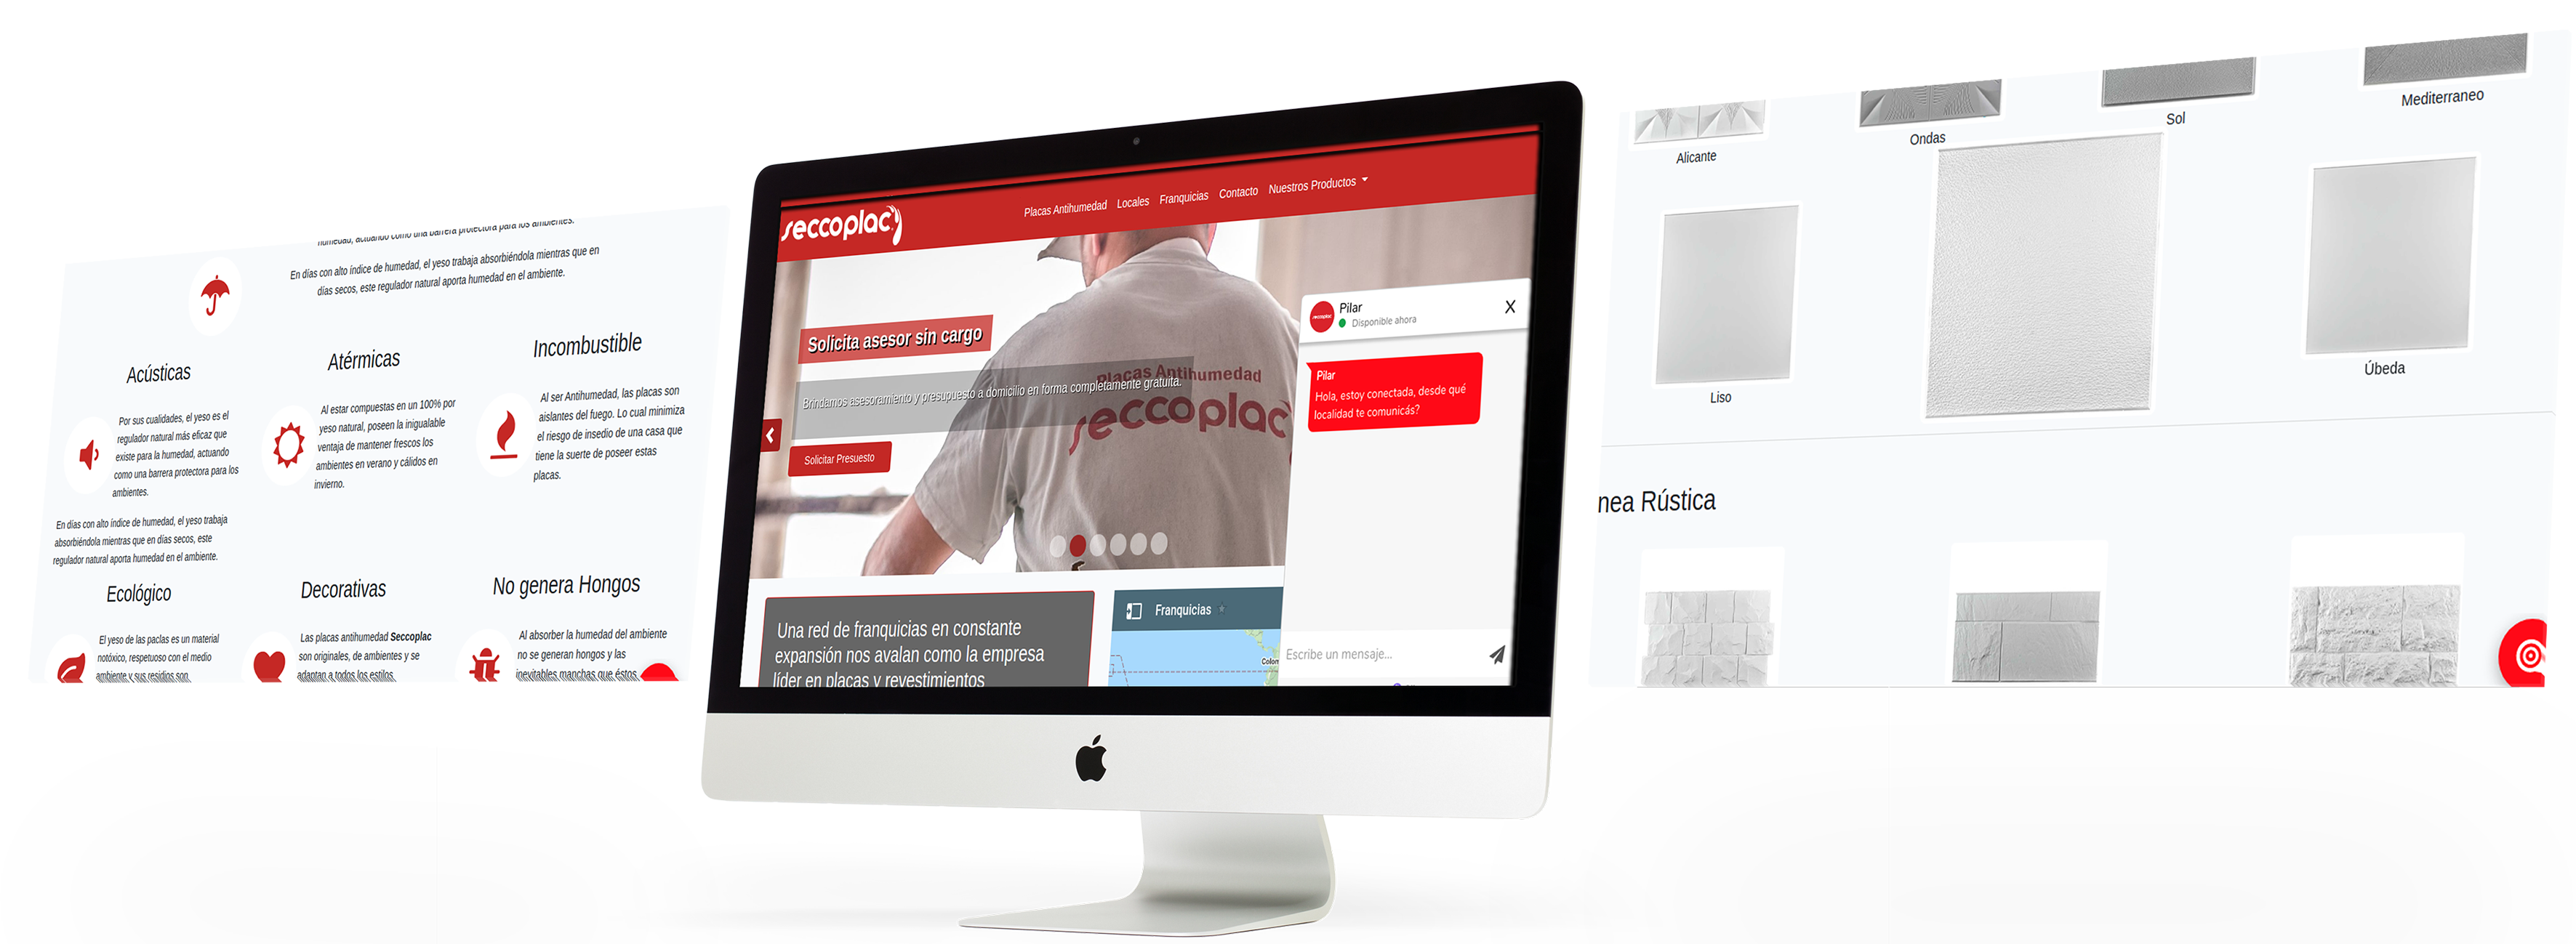 humedad, actuando como una barrera protectora para los ambientes.
En días con alto índice de humedad, el yeso trabaja absorbiéndola mientras que en
días secos, este regulador natural aporta humedad en el ambiente.
Acústicas
Por sus cualidades, el yeso es el
regulador natural más eficaz que
existe para la humedad, actuando
como una barrera protectora para los
ambientes.
En días con alto índice de humedad, el yeso trabaja
absorbiéndola mientras que en días secos, este
regulador natural aporta humedad en el ambiente.
Atérmicas
Al estar compuestas en un 100% por
yeso natural, poseen la inigualable
ventaja de mantener frescos los
ambientes en verano y cálidos en
invierno.
Incombustible
Al ser Antihumedad, las placas son
aislantes del fuego. Lo cual minimiza
el riesgo de insedio de una casa que
tiene la suerte de poseer estas
placas.
Ecológico
El yeso de las paclas es un material
notóxico, respetuoso con el medio
ambiente y sus residios son
Decorativas
Las placas antihumedad Seccoplac
son originales, de ambientes y se
adaptan a todos los estilos.
No genera Hongos
Al absorber la humedad del ambiente
no se generan hongos y las
inevitables manchas que éstos
seccoplac
Placas Antihumedad Locales Franquicias Contacto Nuestros Productos
Solicita asesor sin cargo
Brindamos asesoramiento y presupuesto a domicilio en forma completamente gratuita.
Solicitar Presuesto
Placas Antihumedad
seccoplac
Pilar
Disponible ahora
X
Pilar
Hola, estoy conectada, desde qué
localidad te comunicás?
Escribe un mensaje...
Una red de franquicias en constante
expansión nos avalan como la empresa
líder en placas y revestimientos
Franquicias
Colom
Alicante
Ondas
Sol
Mediterraneo
Liso
Úbeda
nea Rústica